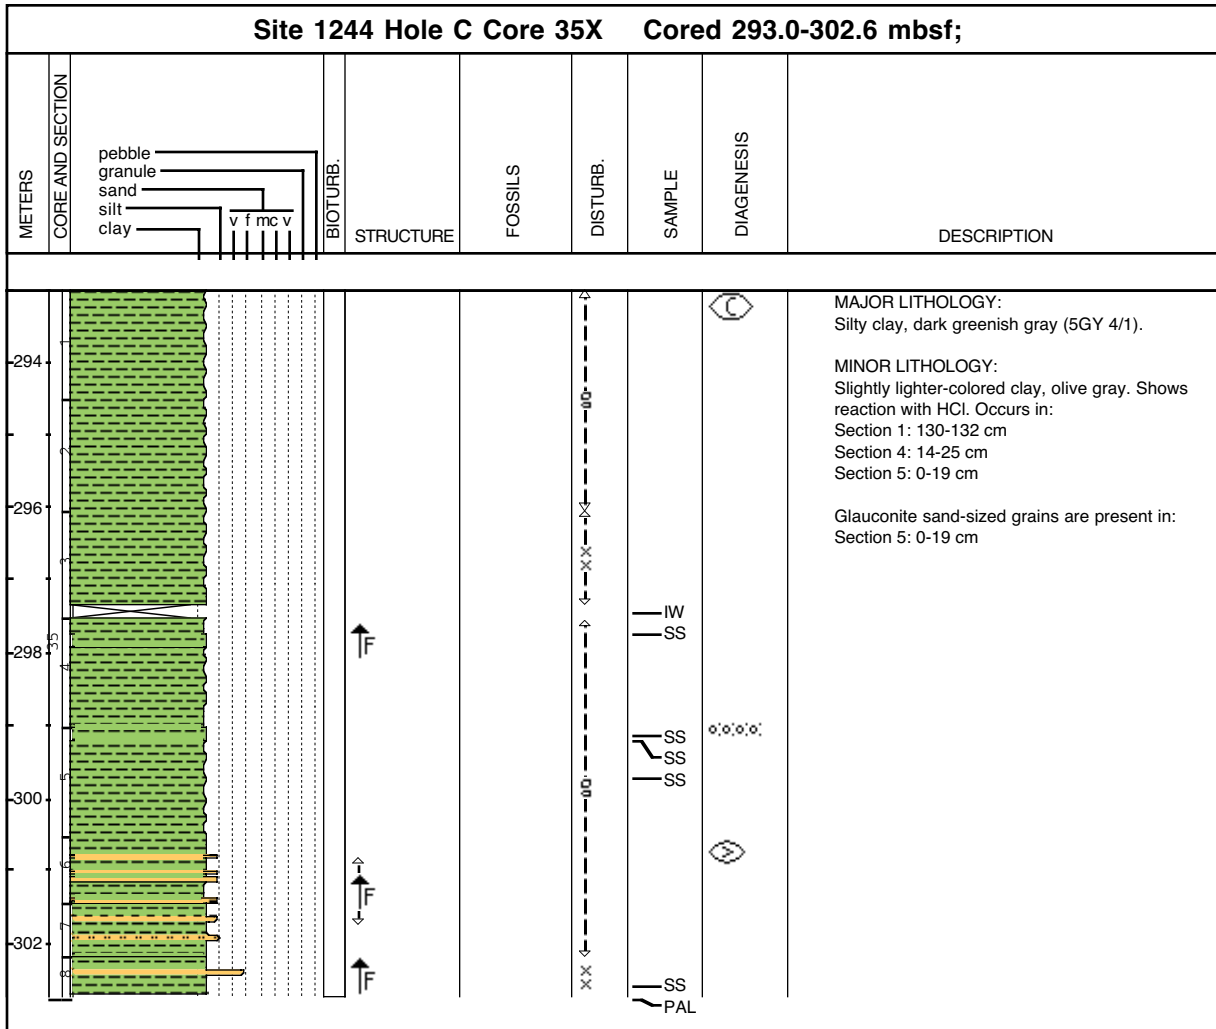 Site 1244 Hole C Core 35X Cored 293.0-302.6 mbsf;
METERS
CORE AND SECTION
pebble
granule
sand
silt
clay
v f m c v
BIOTURB.
STRUCTURE
FOSSILS
DISTURB.
SAMPLE
DIAGENESIS
DESCRIPTION
294
296
298
300
302
35
1
2
3
4
5
6
7
8
F
F
F
C
IW
SS
SS
SS
SS
SS
PAL
MAJOR LITHOLOGY:
Silty clay, dark greenish gray (5GY 4/1).
MINOR LITHOLOGY:
Slightly lighter-colored clay, olive gray. Shows
reaction with HCl. Occurs in:
Section 1: 130-132 cm
Section 4: 14-25 cm
Section 5: 0-19 cm
Glauconite sand-sized grains are present in:
Section 5: 0-19 cm